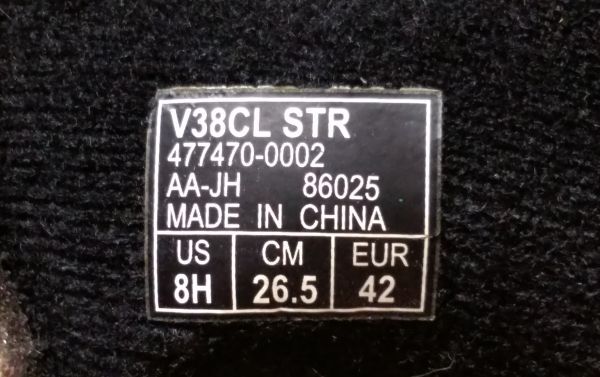 V38CL STR
477470-0002
AA-JH 86025
MADE IN CHINA
US CM EUR
8H 26.5 42